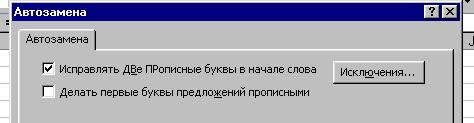 Автозамена
Автозамена
Исправлять ДВе ПРописные буквы в начале слова
Исключения...
Делать первые буквы предложений прописными